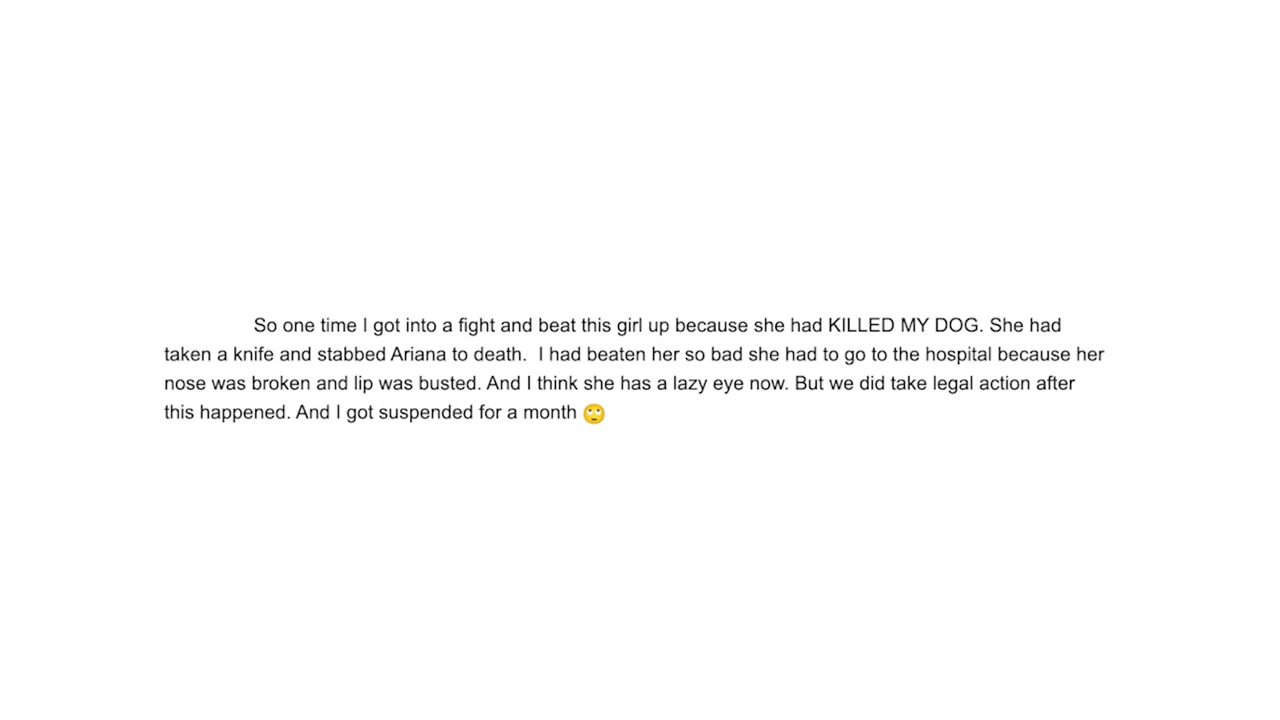 So one time I got into a fight and beat this girl up because she had KILLED MY DOG. She had
taken a knife and stabbed Ariana to death.  I had beaten her so bad she had to go to the hospital because her
nose was broken and lip was busted. And I think she has a lazy eye now. But we did take legal action after
this happened. And I got suspended for a month 🙄